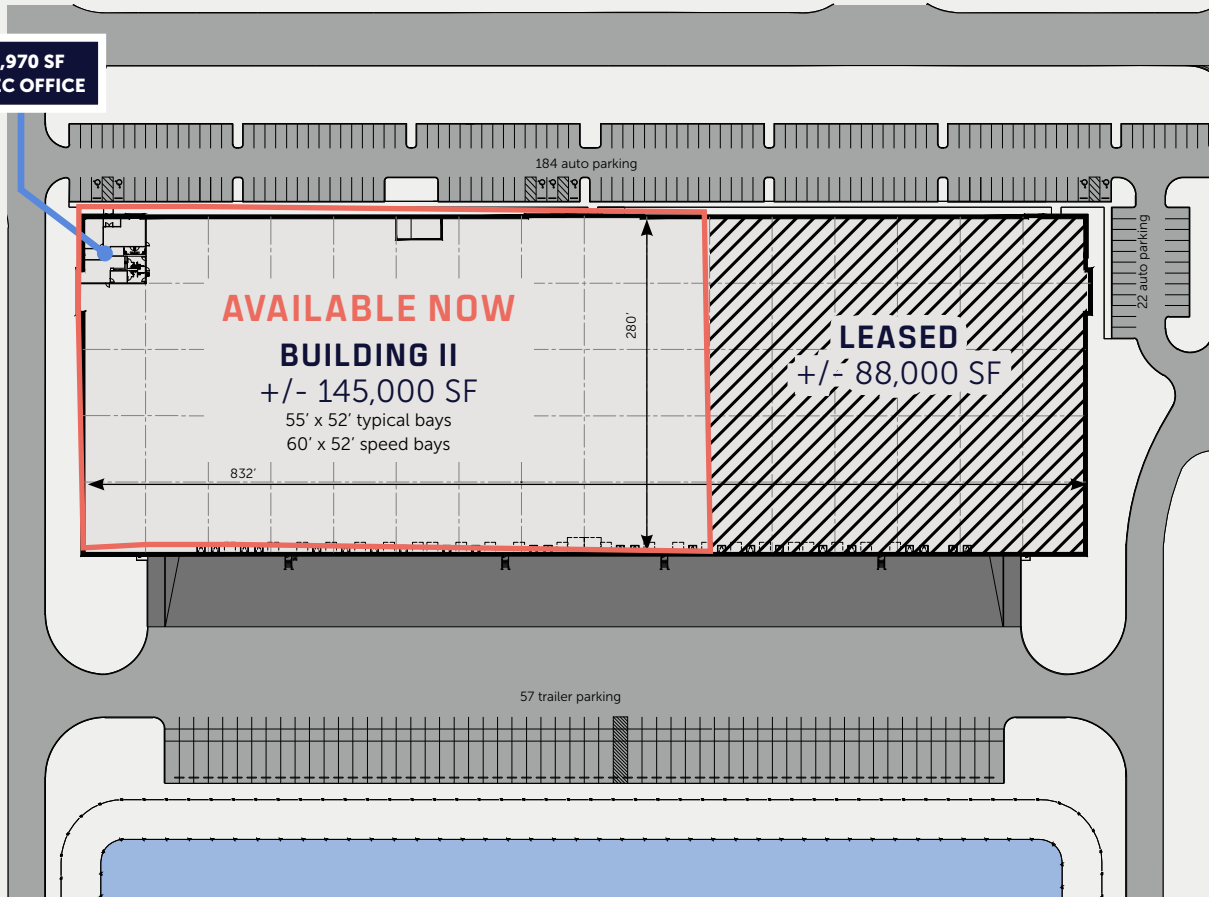 ,970 SF
EC OFFICE
184 auto parking
22 auto parking
AVAILABLE NOW
BUILDING II
+/- 145,000 SF
55’ x 52’ typical bays
60’ x 52’ speed bays
280’
832’
LEASED
+/- 88,000 SF
57 trailer parking